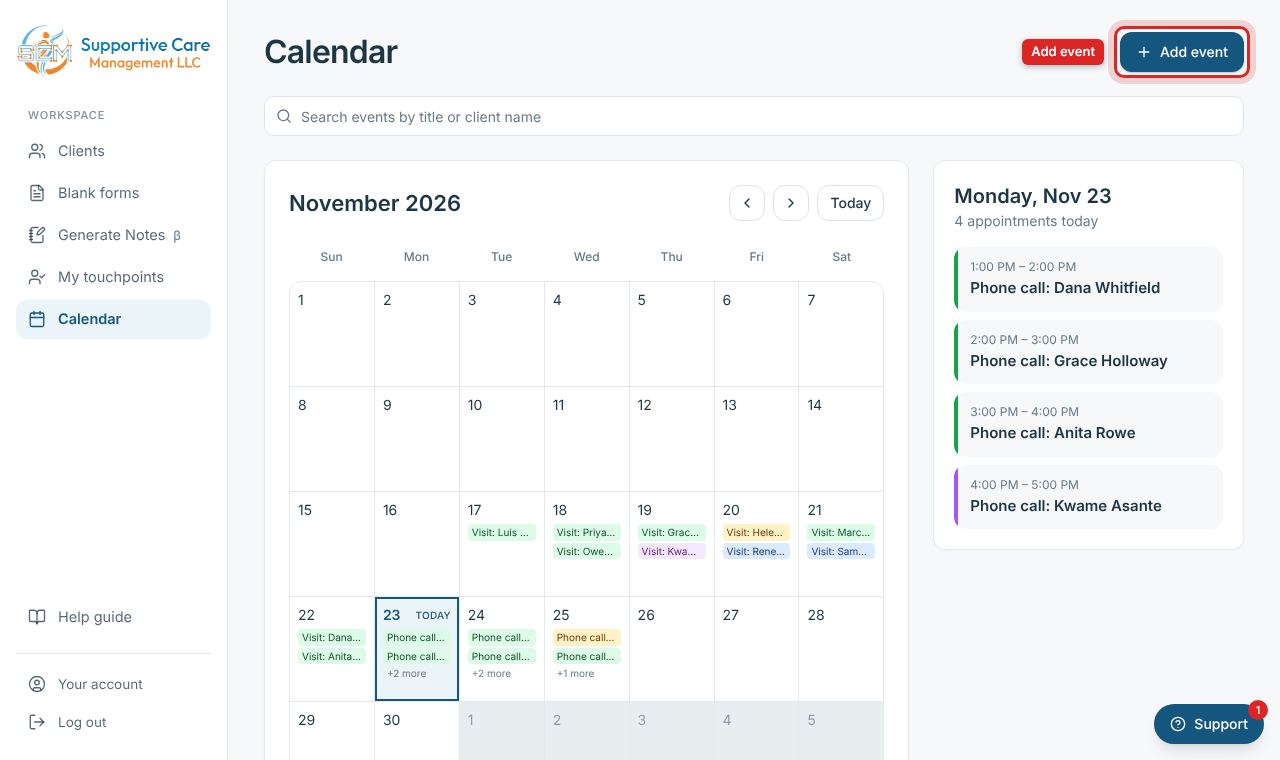 SCM
Supportive Care
Management LLC
WORKSPACE
Clients
Blank forms
Generate Notes β
My touchpoints
Calendar
Help guide
Your account
Log out
Calendar
Add event
Add event
Search events by title or client name
November 2026
Today
Sun Mon Tue Wed Thu Fri Sat
1 2 3 4 5 6 7
8 9 10 11 12 13 14
15 16 17 18 19 20 21
Visit: Luis ... Visit: Priya... Visit: Grac... Visit: Hele... Visit: Marc...
Visit: Owe... Visit: Kwa... Visit: Rene... Visit: Sam...
22 23 TODAY 24 25 26 27 28
Visit: Dana... Phone call... Phone call... Phone call...
Visit: Anita... Phone call... Phone call... Phone call...
+2 more +2 more +1 more
29 30 1 2 3 4 5
Monday, Nov 23
4 appointments today
1:00 PM – 2:00 PM
Phone call: Dana Whitfield
2:00 PM – 3:00 PM
Phone call: Grace Holloway
3:00 PM – 4:00 PM
Phone call: Anita Rowe
4:00 PM – 5:00 PM
Phone call: Kwame Asante
Support 1